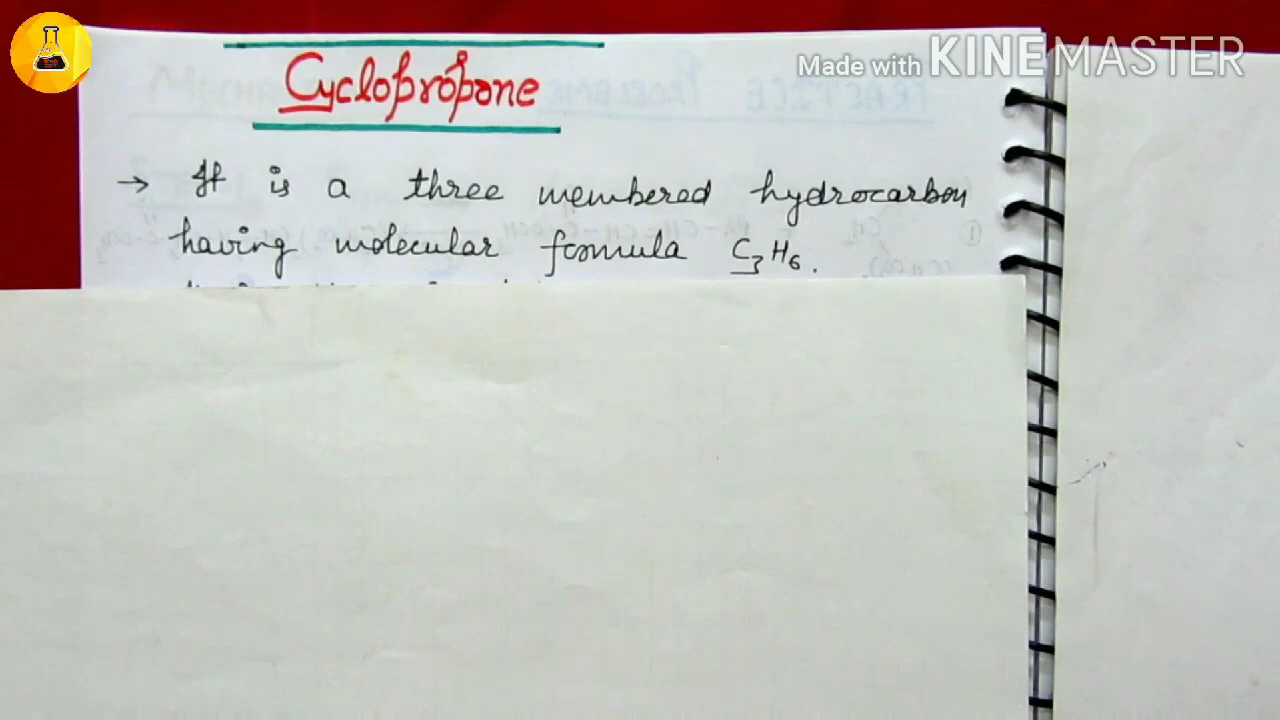 Made with KINEMASTER
Cyclopropane
→ It is a three membered hydrocarbon
having molecular formula C₃H₆.